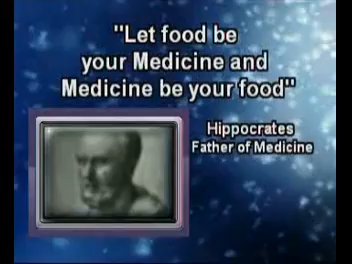 "Let food be
your Medicine and
Medicine be your food"
Hippocrates
Father of Medicine